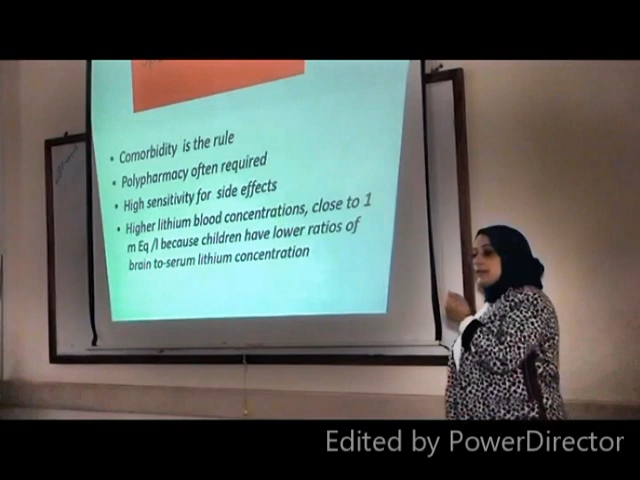 • Comorbidity is the rule
• Polypharmacy often required
• High sensitivity for side effects
• Higher lithium blood concentrations, close to 1
m Eq /l because children have lower ratios of
brain to-serum lithium concentration
Edited by PowerDirector